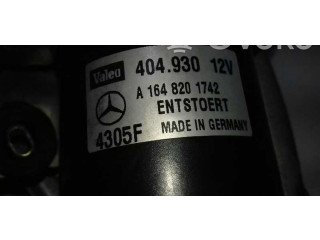 Valeo 404.930 12V
A 164 820 1742
ENTSTOERT
4305F MADE IN GERMANY